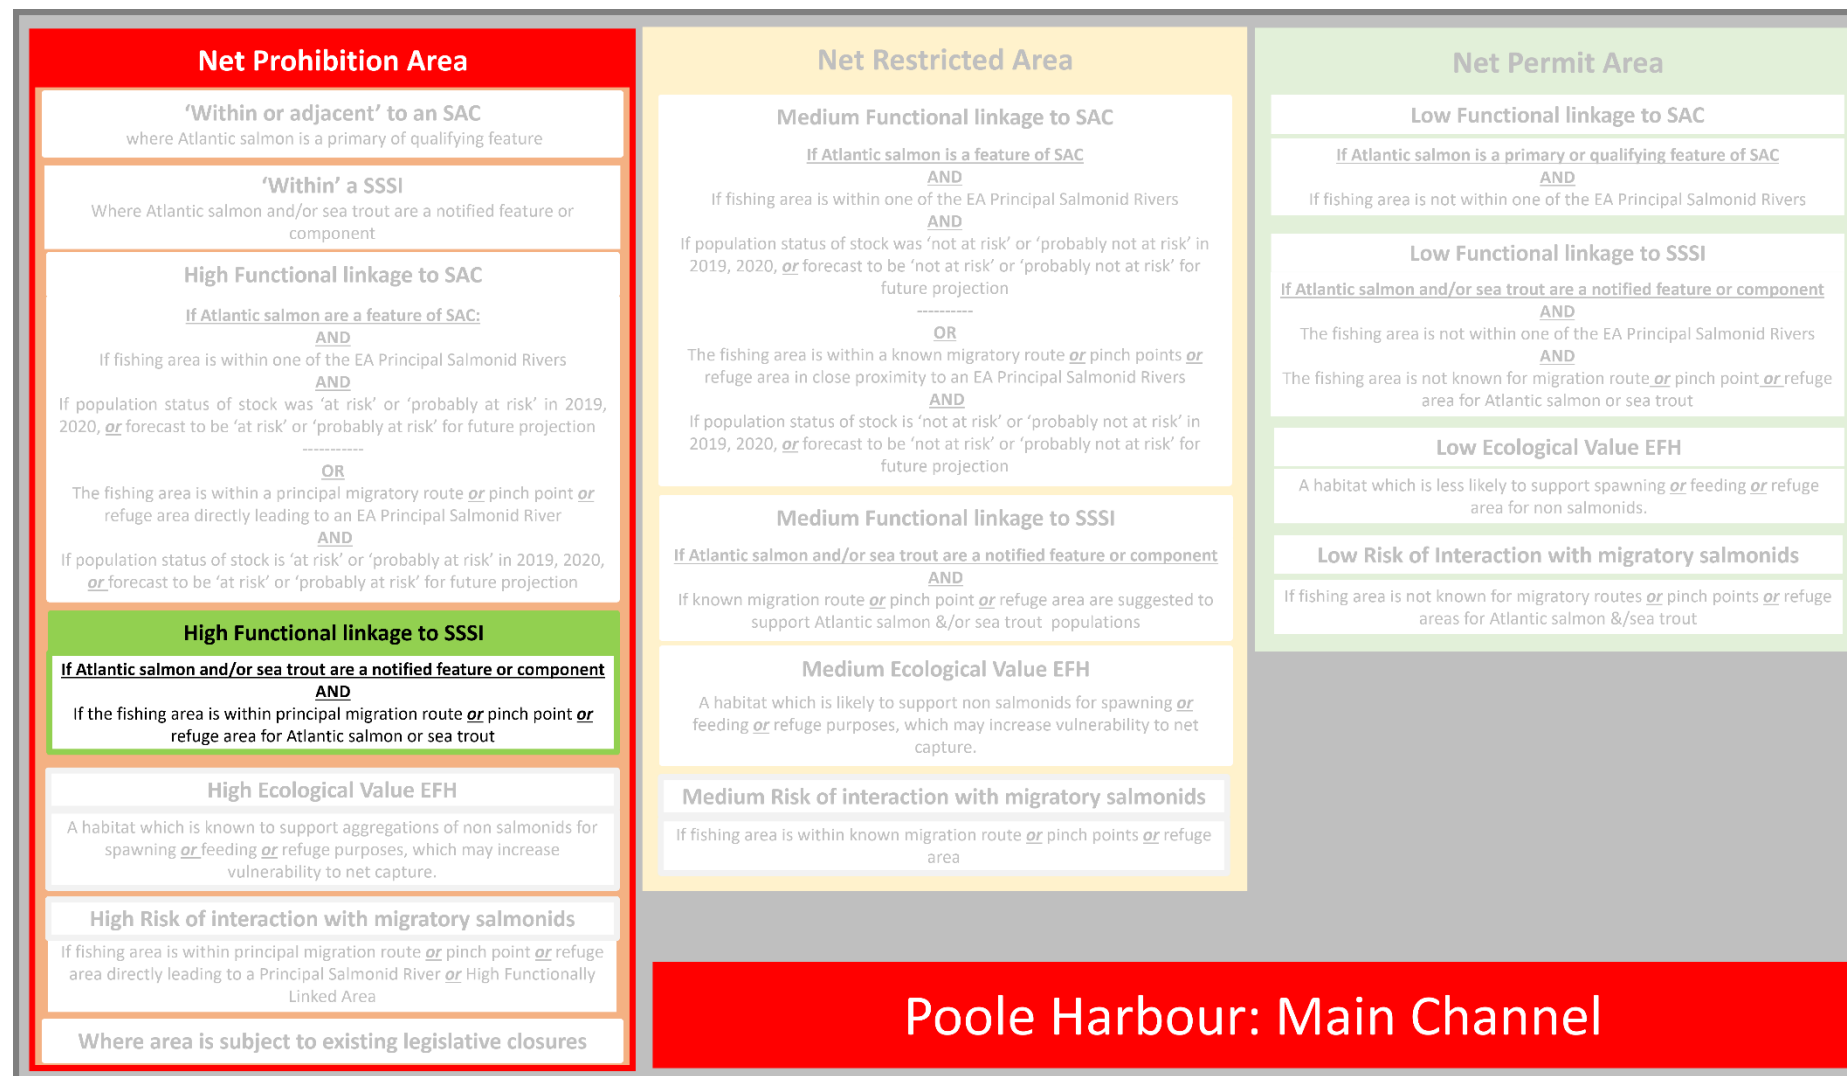 Net Prohibition Area
‘Within or adjacent’ to an SAC
where Atlantic salmon is a primary of qualifying feature
‘Within’ a SSSI
Where Atlantic salmon and/or sea trout are a notified feature or
component
High Functional linkage to SAC
If Atlantic salmon are a feature of SAC:
AND
If fishing area is within one of the EA Principal Salmonid Rivers
AND
If population status of stock was ‘at risk’ or ‘probably at risk’ in 2019,
2020, or forecast to be ‘at risk’ or ‘probably at risk’ for future projection
-----------
OR
The fishing area is within a principal migratory route or pinch point or
refuge area directly leading to an EA Principal Salmonid River
AND
If population status of stock is ‘at risk’ or ‘probably at risk’ in 2019, 2020,
or forecast to be ‘at risk’ or ‘probably at risk’ for future projection
High Functional linkage to SSSI
If Atlantic salmon and/or sea trout are a notified feature or component
AND
If the fishing area is within principal migration route or pinch point or
refuge area for Atlantic salmon or sea trout
High Ecological Value EFH
A habitat which is known to support aggregations of non salmonids for
spawning or feeding or refuge purposes, which may increase
vulnerability to net capture.
High Risk of interaction with migratory salmonids
If fishing area is within principal migration route or pinch point or refuge
area directly leading to a Principal Salmonid River or High Functionally
Linked Area
Where area is subject to existing legislative closures
Net Restricted Area
Medium Functional linkage to SAC
If Atlantic salmon is a feature of SAC
AND
If fishing area is within one of the EA Principal Salmonid Rivers
AND
If population status of stock was ‘not at risk’ or ‘probably not at risk’ in
2019, 2020, or forecast to be ‘not at risk’ or ‘probably not at risk’ for
future projection
----------
OR
The fishing area is within a known migratory route or pinch points or
refuge area in close proximity to an EA Principal Salmonid Rivers
AND
If population status of stock is ‘not at risk’ or ‘probably not at risk’ in
2019, 2020, or forecast to be ‘not at risk’ or ‘probably not at risk’ for
future projection
Medium Functional linkage to SSSI
If Atlantic salmon and/or sea trout are a notified feature or component
AND
If known migration route or pinch point or refuge area are suggested to
support Atlantic salmon &/or sea trout populations
Medium Ecological Value EFH
A habitat which is likely to support non salmonids for spawning or
feeding or refuge purposes, which may increase vulnerability to net
capture.
Medium Risk of interaction with migratory salmonids
If fishing area is within known migration route or pinch points or refuge
area
Net Permit Area
Low Functional linkage to SAC
If Atlantic salmon is a primary or qualifying feature of SAC
AND
If fishing area is not within one of the EA Principal Salmonid Rivers
Low Functional linkage to SSSI
If Atlantic salmon and/or sea trout are a notified feature or component
AND
The fishing area is not within one of the EA Principal Salmonid Rivers
AND
The fishing area is not known for migration route or pinch point or refuge
area for Atlantic salmon or sea trout
Low Ecological Value EFH
A habitat which is less likely to support spawning or feeding or refuge
area for non salmonids.
Low Risk of Interaction with migratory salmonids
If fishing area is not known for migratory routes or pinch points or refuge
areas for Atlantic salmon &/sea trout
Poole Harbour: Main Channel